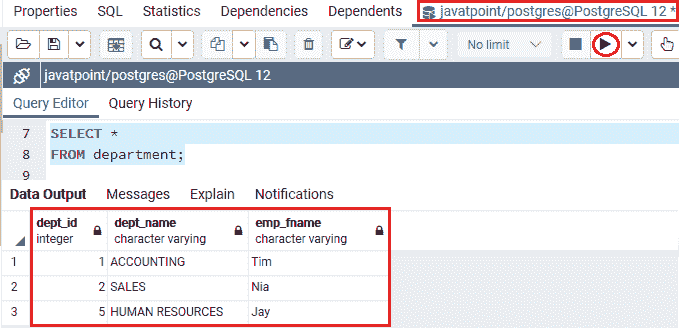 Properties SQL Statistics Dependencies Dependents javatpoint/postgres@PostgreSQL 12 *
No limit
javatpoint/postgres@PostgreSQL 12
Query Editor Query History
7 SELECT *
8 FROM department;
9
Data Output Messages Explain Notifications
dept_id dept_name emp_fname
integer character varying character varying
1 1 ACCOUNTING Tim
2 2 SALES Nia
3 5 HUMAN RESOURCES Jay